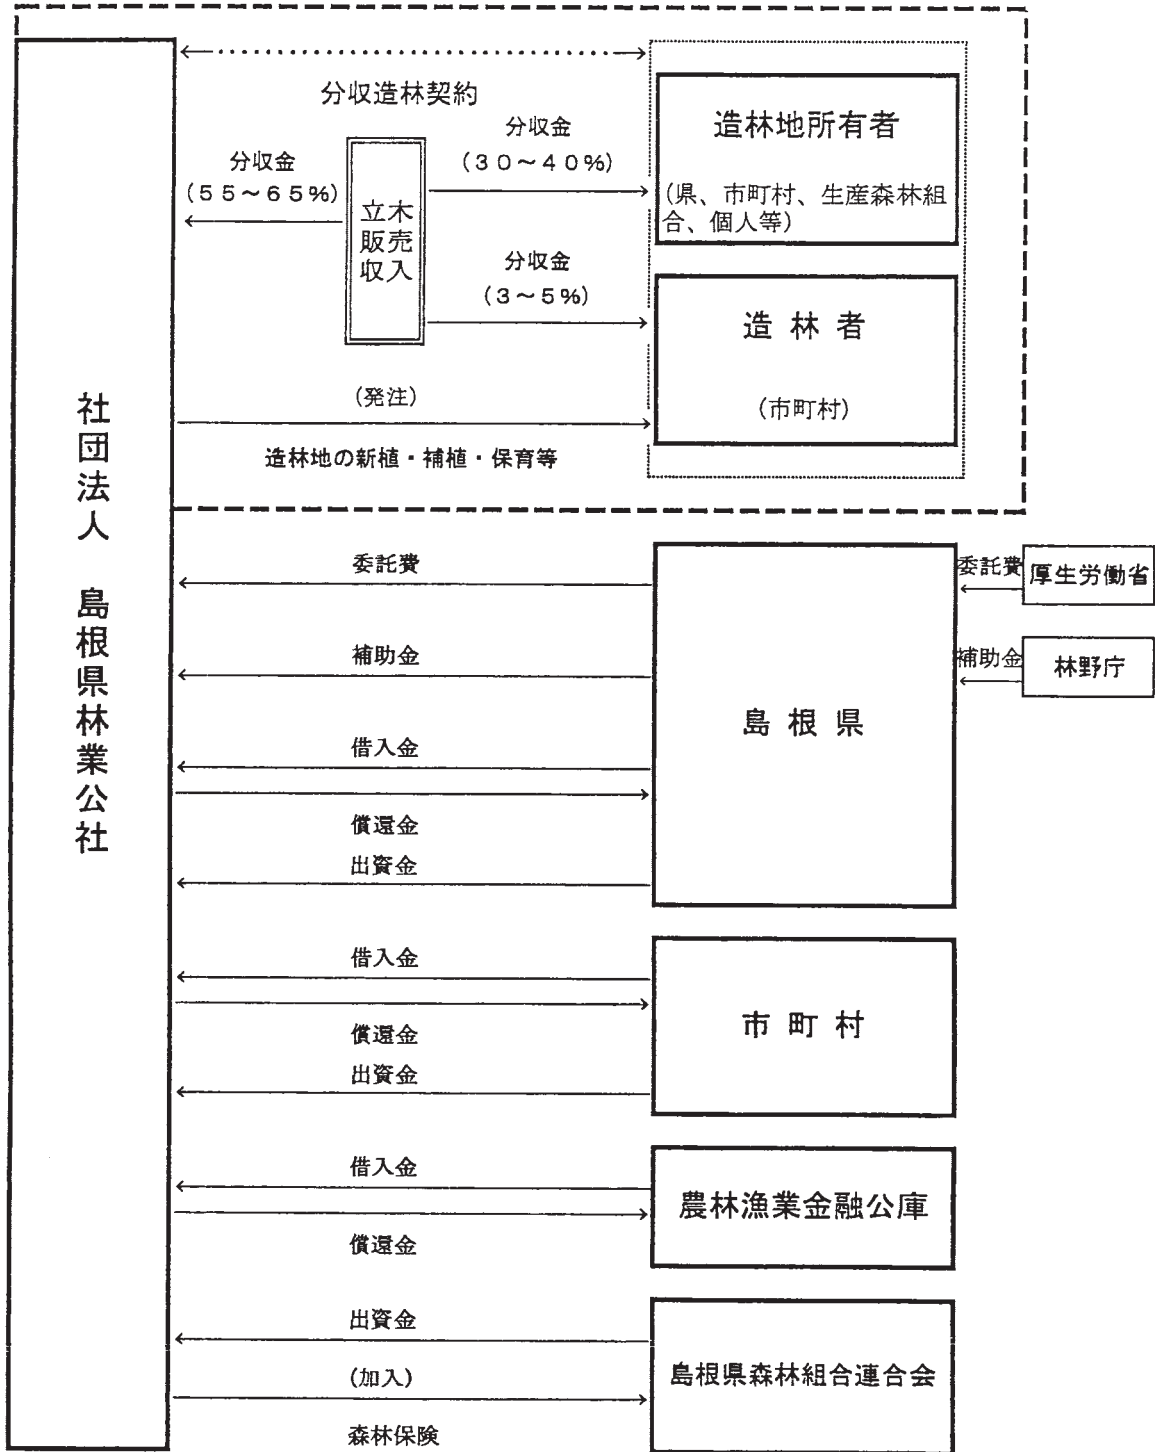 分収造林契約
分収金
(55~65%)
立木
販売
収入
分収金
(30~40%)
分収金
(3~5%)
(発注)
造林地の新植・補植・保育等
造林地所有者
(県、市町村、生産森林組
合、個人等)
造林者
(市町村)
社団法人 島根県林業公社
委託費
補助金
借入金
償還金
出資金
島根県
委託費
厚生労働省
補助金
林野庁
借入金
償還金
出資金
市町村
借入金
償還金
農林漁業金融公庫
出資金
(加入)
森林保険
島根県森林組合連合会